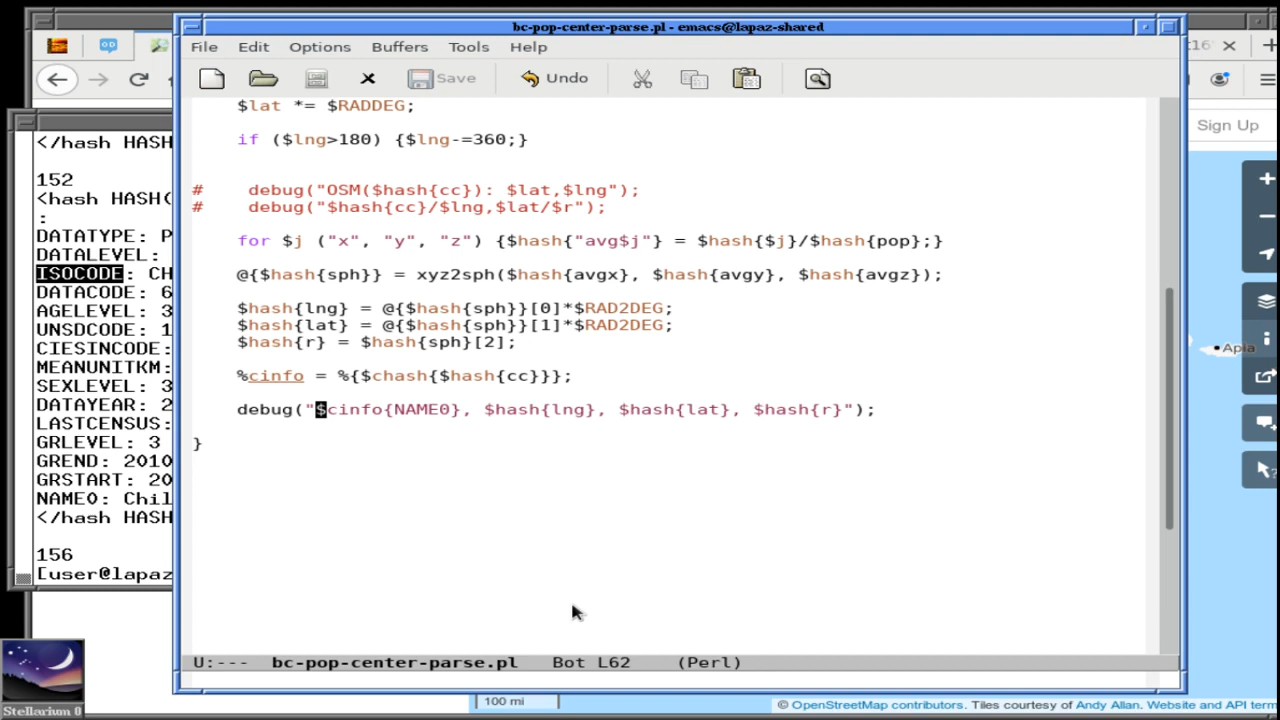 bc-pop-center-parse.pl - emacs@lapaz-shared
File Edit Options Buffers Tools Help
Save Undo
$lat *= $RADDEG;
if ($lng>180) {$lng-=360;}
# debug("OSM($hash{cc}): $lat,$lng");
# debug("$hash{cc}/$lng,$lat/$r");
for $j ("x", "y", "z") {$hash{"avg$j"} = $hash{$j}/$hash{pop};}
@{$hash{sph}} = xyz2sph($hash{avgx}, $hash{avgy}, $hash{avgz});
$hash{lng} = @{$hash{sph}}[0]*$RAD2DEG;
$hash{lat} = @{$hash{sph}}[1]*$RAD2DEG;
$hash{r} = $hash{sph}[2];
%cinfo = %{$chash{$hash{cc}}};
debug("$cinfo{NAME0}, $hash{lng}, $hash{lat}, $hash{r}");
}
U:--- bc-pop-center-parse.pl Bot L62 (Perl)
</hash HASH
152
<hash HASH(
:
DATATYPE: P
DATALEVEL:
ISOCODE: CH
DATACODE: 6
AGELEVEL: 3
UNSDCODE: 1
CIESINCODE:
MEANUNITKM:
SEXLEVEL: 3
DATAYEAR: 2
LASTCENSUS:
GRLEVEL: 3
GREND: 2010
GRSTART: 20
NAME0: Chil
</hash HASH
156
[user@lapaz
Stellarium 0
16
Sign Up
Apia
100 mi
© OpenStreetMap contributors. Tiles courtesy of Andy Allan. Website and API term